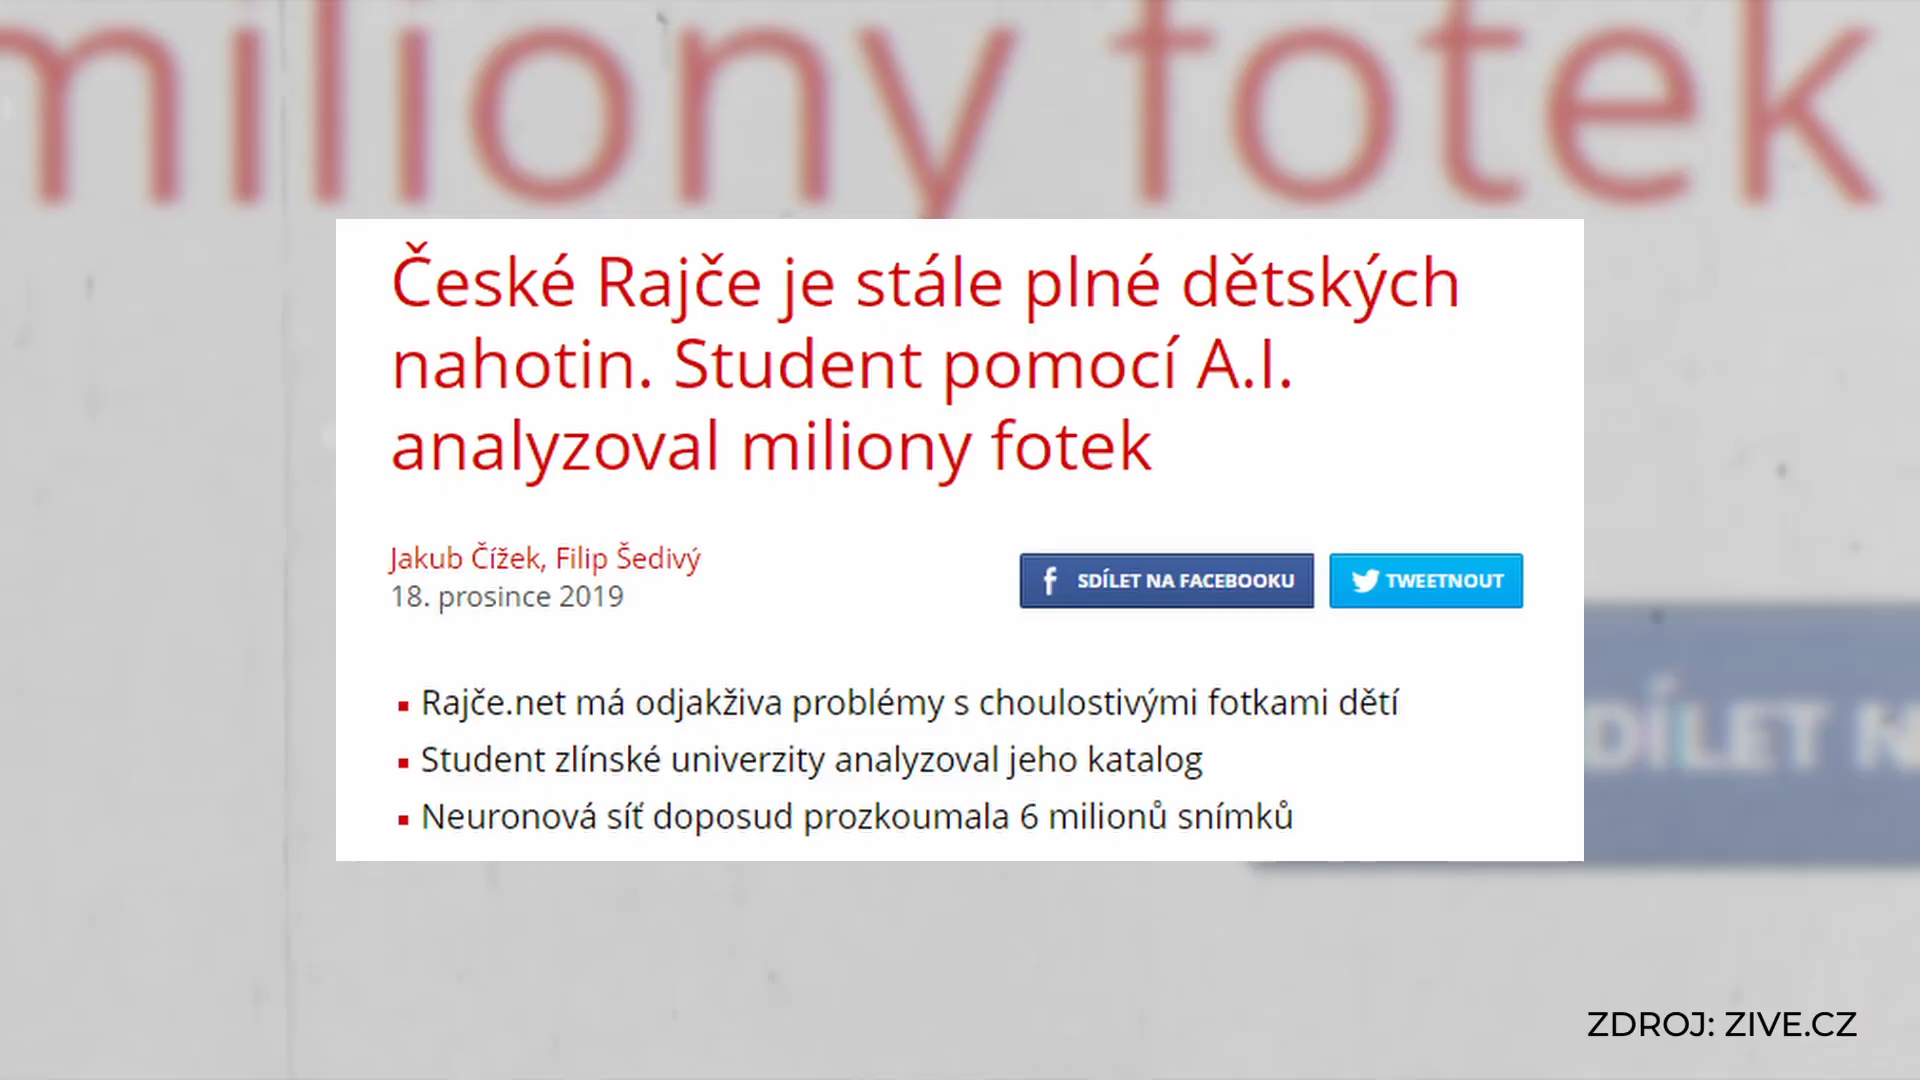 miliony fotek
České Rajče je stále plné dětských
nahotin. Student pomocí A.I.
analyzoval miliony fotek
Jakub Čížek, Filip Šedivý
18. prosince 2019
SDÍLET NA FACEBOOKU
TWEETNOUT
Rajče.net má odjakživa problémy s choulostivými fotkami dětí
Student zlínské univerzity analyzoval jeho katalog
Neuronová síť doposud prozkoumala 6 milionů snímků
DÍLET N
ZDROJ: ZIVE.CZ